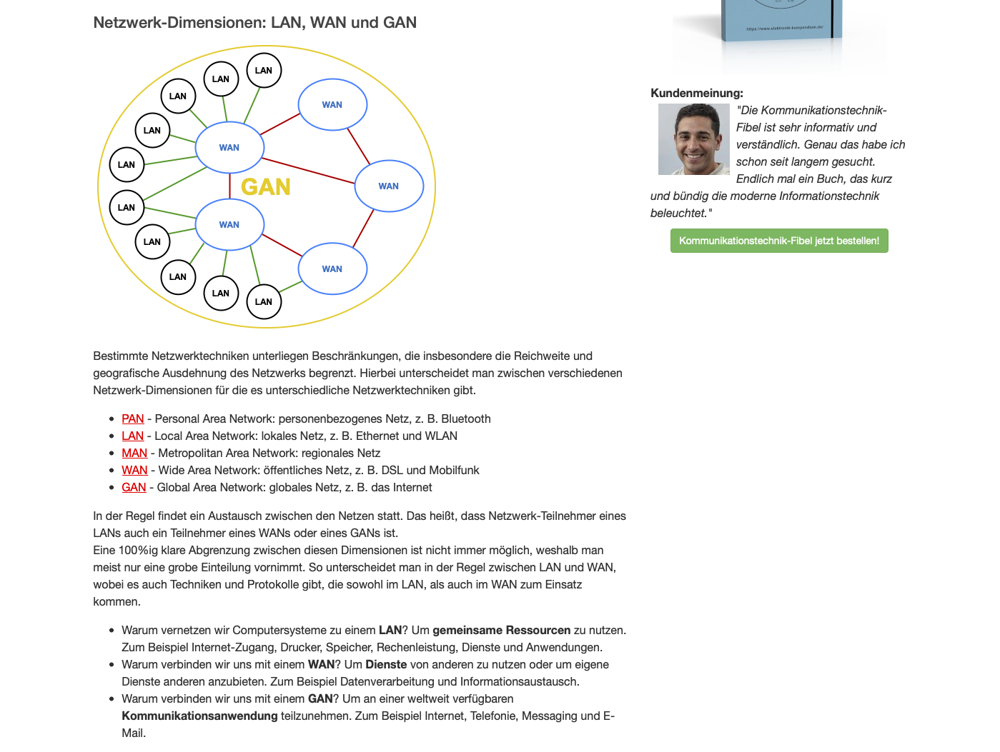 Netzwerk-Dimensionen: LAN, WAN und GAN
LAN
LAN
LAN
LAN
LAN
LAN
LAN
LAN
LAN
LAN
WAN
WAN
WAN
WAN
WAN
GAN
Bestimmte Netzwerktechniken unterliegen Beschränkungen, die insbesondere die Reichweite und
geografische Ausdehnung des Netzwerks begrenzt. Hierbei unterscheidet man zwischen verschiedenen
Netzwerk-Dimensionen für die es unterschiedliche Netzwerktechniken gibt.
• PAN - Personal Area Network: personenbezogenes Netz, z. B. Bluetooth
• LAN - Local Area Network: lokales Netz, z. B. Ethernet und WLAN
• MAN - Metropolitan Area Network: regionales Netz
• WAN - Wide Area Network: öffentliches Netz, z. B. DSL und Mobilfunk
• GAN - Global Area Network: globales Netz, z. B. das Internet
In der Regel findet ein Austausch zwischen den Netzen statt. Das heißt, dass Netzwerk-Teilnehmer eines
LANs auch ein Teilnehmer eines WANs oder eines GANs ist.
Eine 100%ig klare Abgrenzung zwischen diesen Dimensionen ist nicht immer möglich, weshalb man
meist nur eine grobe Einteilung vornimmt. So unterscheidet man in der Regel zwischen LAN und WAN,
wobei es auch Techniken und Protokolle gibt, die sowohl im LAN, als auch im WAN zum Einsatz
kommen.
• Warum vernetzen wir Computersysteme zu einem LAN? Um gemeinsame Ressourcen zu nutzen.
Zum Beispiel Internet-Zugang, Drucker, Speicher, Rechenleistung, Dienste und Anwendungen.
• Warum verbinden wir uns mit einem WAN? Um Dienste von anderen zu nutzen oder um eigene
Dienste anderen anzubieten. Zum Beispiel Datenverarbeitung und Informationsaustausch.
• Warum verbinden wir uns mit einem GAN? Um an einer weltweit verfügbaren
Kommunikationsanwendung teilzunehmen. Zum Beispiel Internet, Telefonie, Messaging und E-
Mail.
https://www.elektronik-kompendium.de/
Kundenmeinung:
"Die Kommunikationstechnik-
Fibel ist sehr informativ und
verständlich. Genau das habe ich
schon seit langem gesucht.
Endlich mal ein Buch, das kurz
und bündig die moderne Informationstechnik
beleuchtet."
Kommunikationstechnik-Fibel jetzt bestellen!